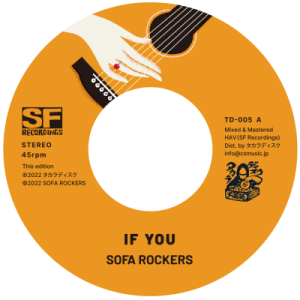 SF
RECORDINGS
STEREO
45rpm
This edition
℗2022 タカラディスク
©2022 SOFA ROCKERS
TD-005 A
Mixed & Mastered
HAV(SF Recordings)
Dist. by タカラディスク
info@csmusic.jp
IF YOU
SOFA ROCKERS